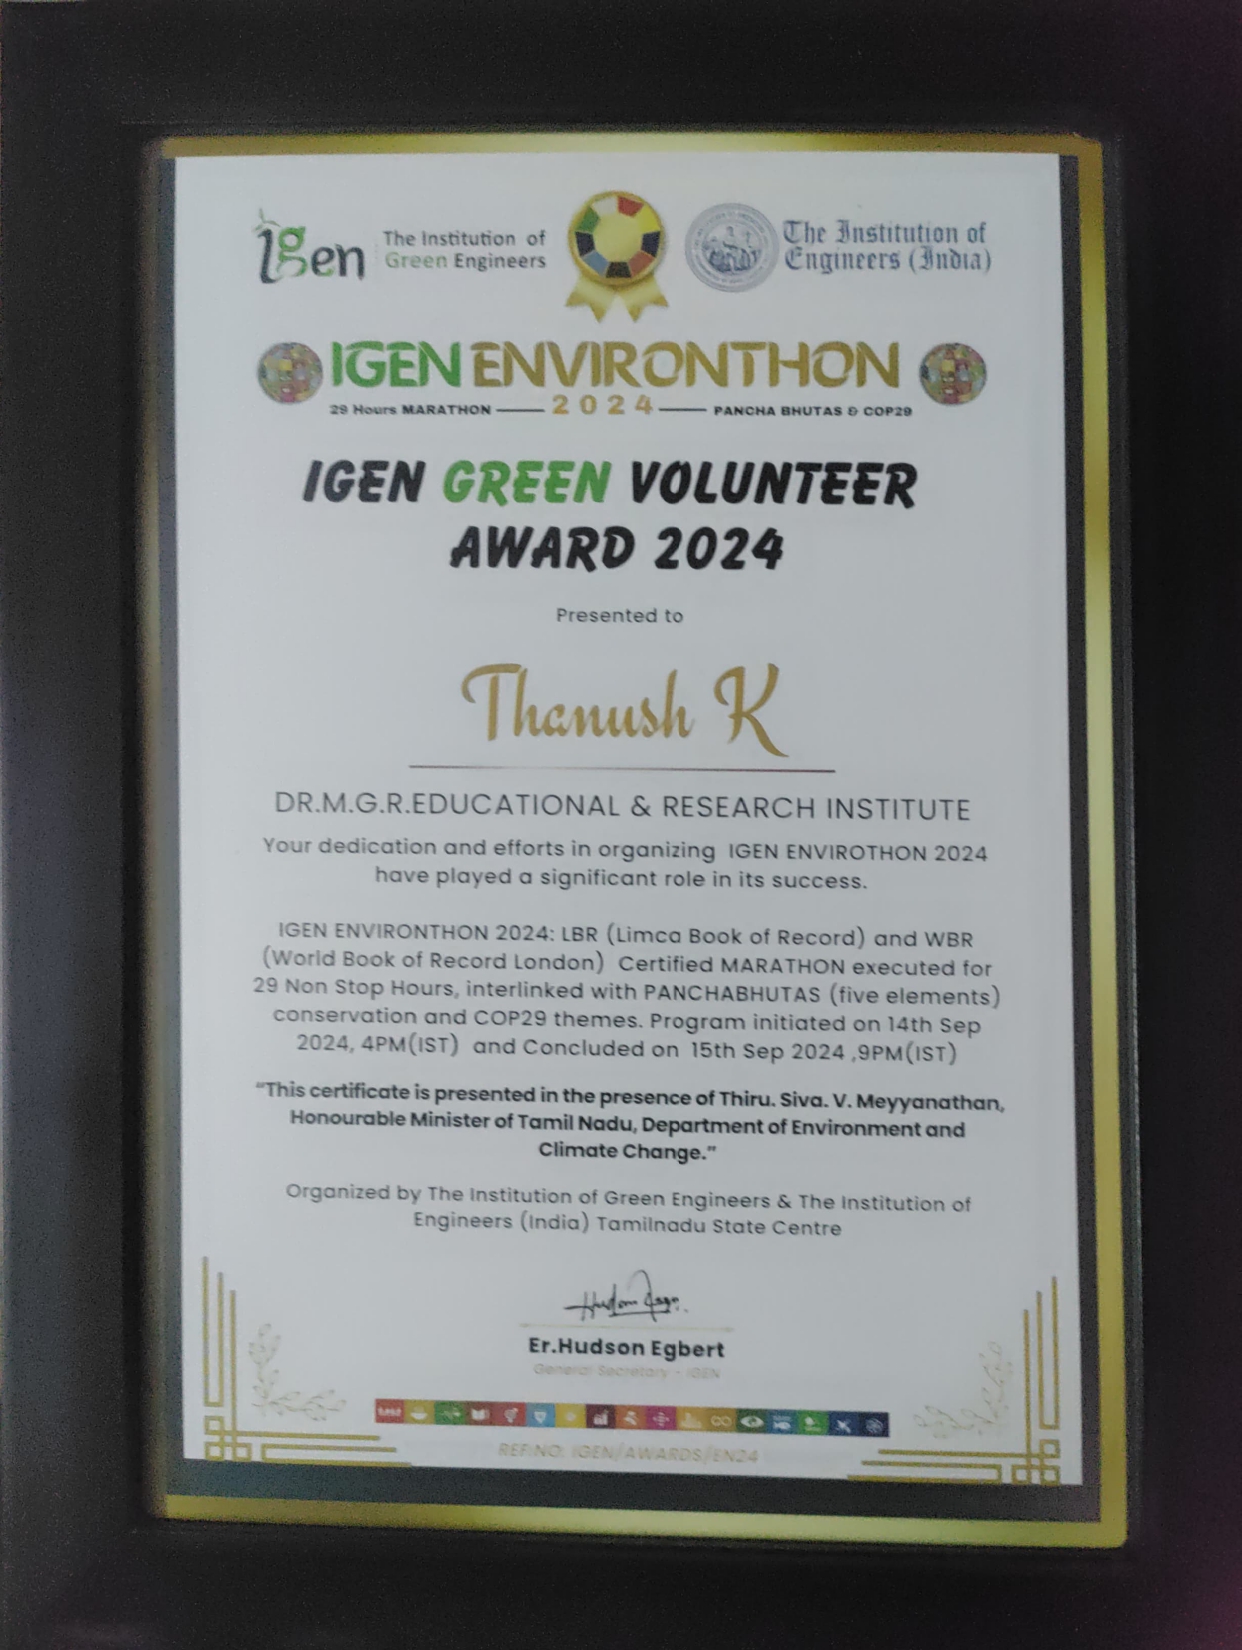 igen
The Institution of
Green Engineers
The Institution of
Engineers (India)
IGEN ENVIRONTHON
29 Hours MARATHON 2024 PANCHA BHUTAS & COP29
IGEN GREEN VOLUNTEER
AWARD 2024
Presented to
Thanush K
DR.M.G.R.EDUCATIONAL & RESEARCH INSTITUTE
Your dedication and efforts in organizing IGEN ENVIROTHON 2024
have played a significant role in its success.
IGEN ENVIRONTHON 2024: LBR (Limca Book of Record) and WBR
(World Book of Record London) Certified MARATHON executed for
29 Non Stop Hours, interlinked with PANCHABHUTAS (five elements)
conservation and COP29 themes. Program initiated on 14th Sep
2024, 4PM(IST) and Concluded on 15th Sep 2024 ,9PM(IST)
“This certificate is presented in the presence of Thiru. Siva. V. Meyyanathan,
Honourable Minister of Tamil Nadu, Department of Environment and
Climate Change.”
Organized by The Institution of Green Engineers & The Institution of
Engineers (India) Tamilnadu State Centre
Er.Hudson Egbert
General Secretary - IGEN
REF NO: IGEN/AWARDS/EN24